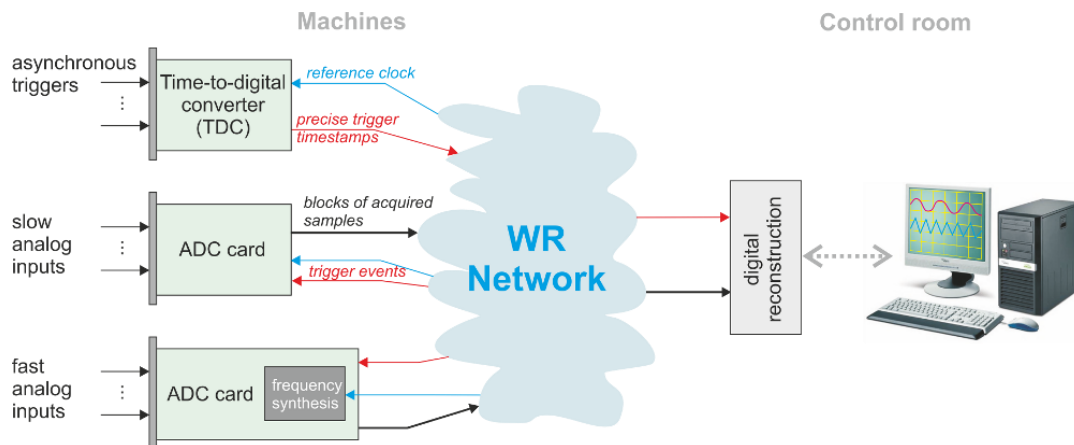 Machines
Control room
asynchronous
triggers
Time-to-digital
converter
(TDC)
reference clock
precise trigger
timestamps
slow
analog
inputs
ADC card
blocks of acquired
samples
trigger events
WR
Network
digital
reconstruction
fast
analog
inputs
ADC card
frequency
synthesis